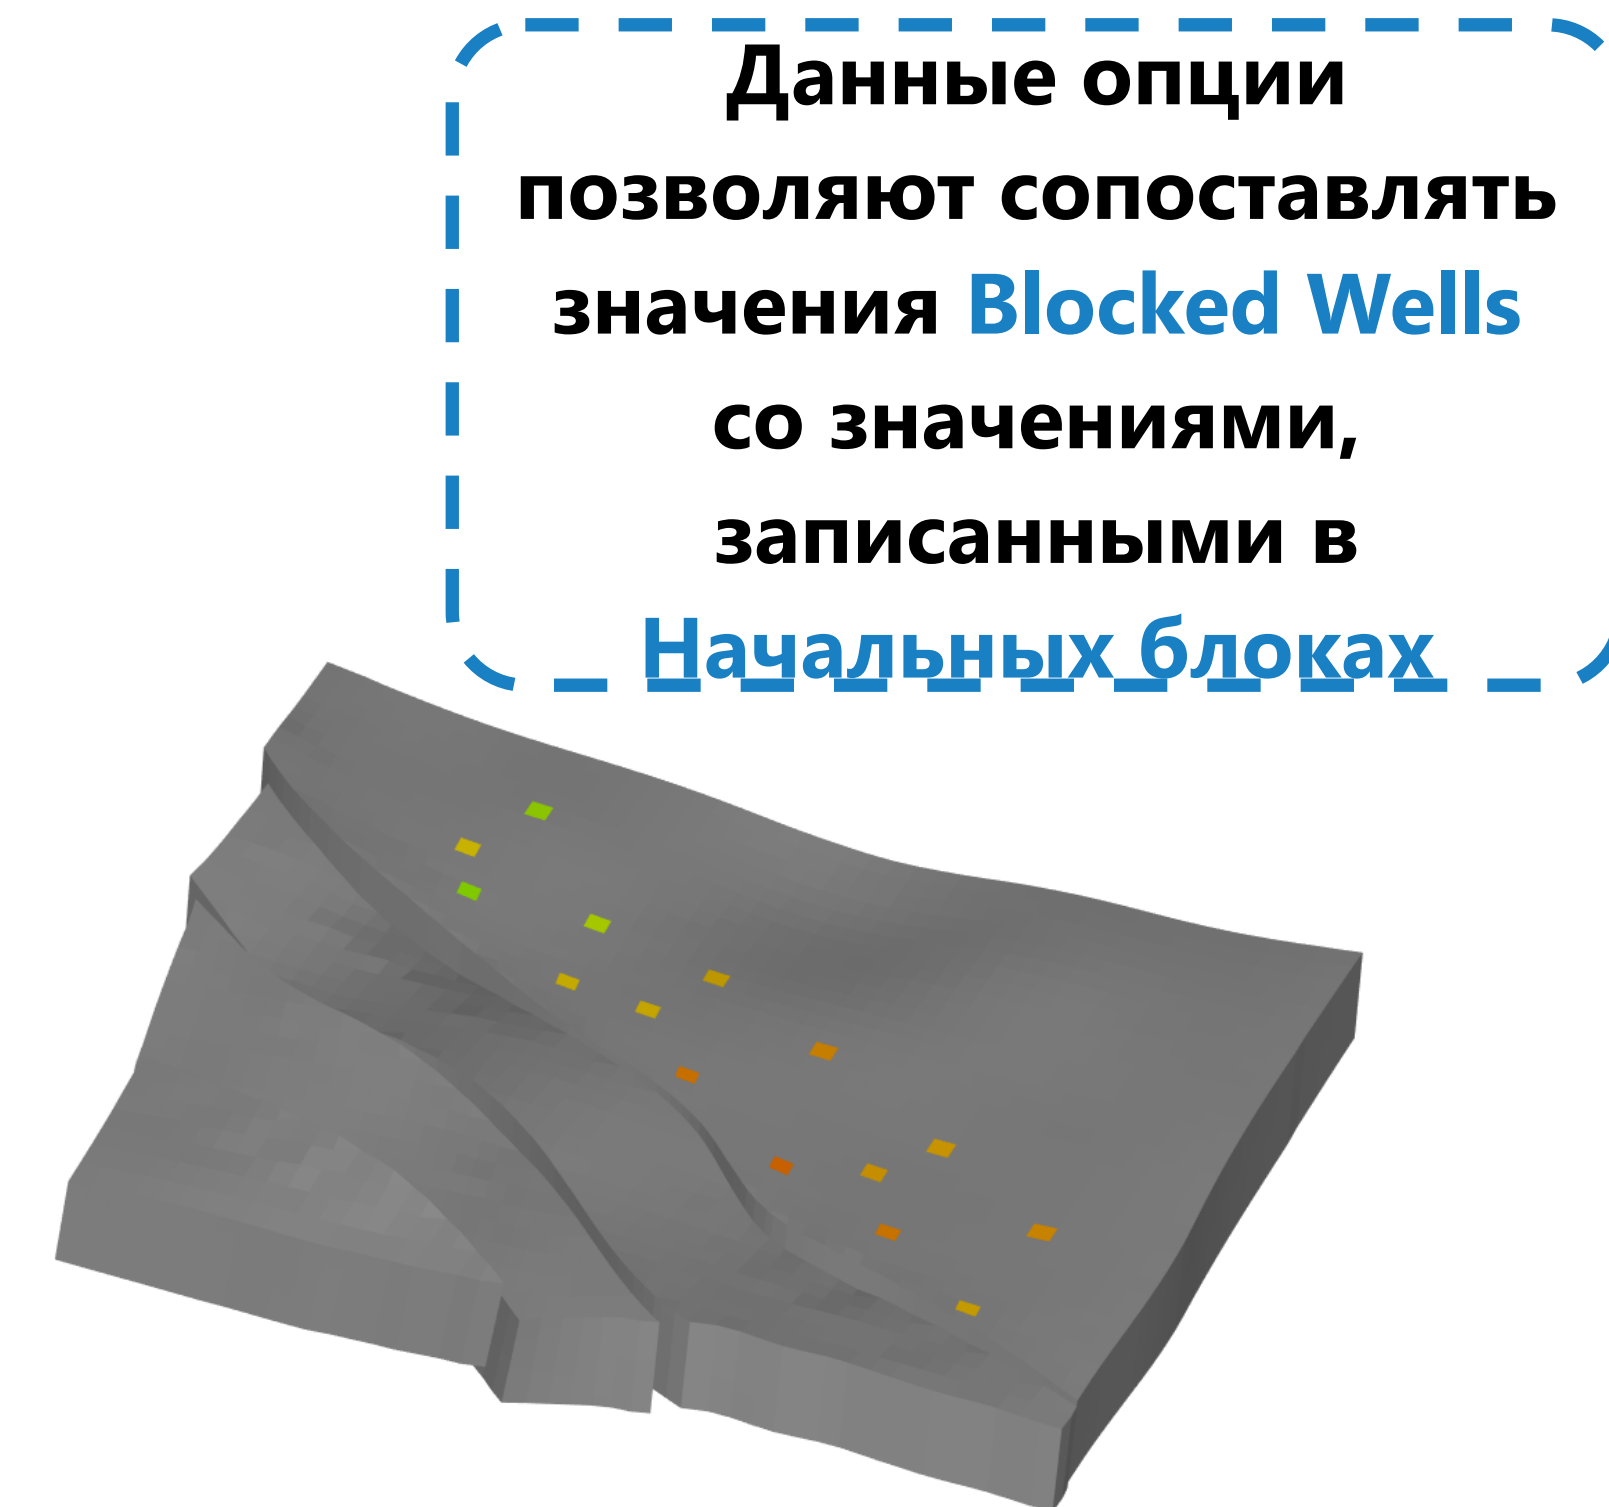 Данные опции
позволяют сопоставлять
значения Blocked Wells
со значениями,
записанными в
Начальных блоках